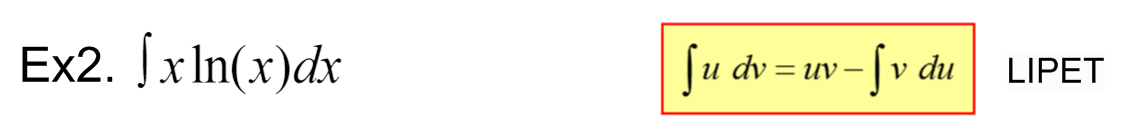 Ex2. ∫ x ln(x)dx
∫ u dv = uv – ∫ v du
LIPET